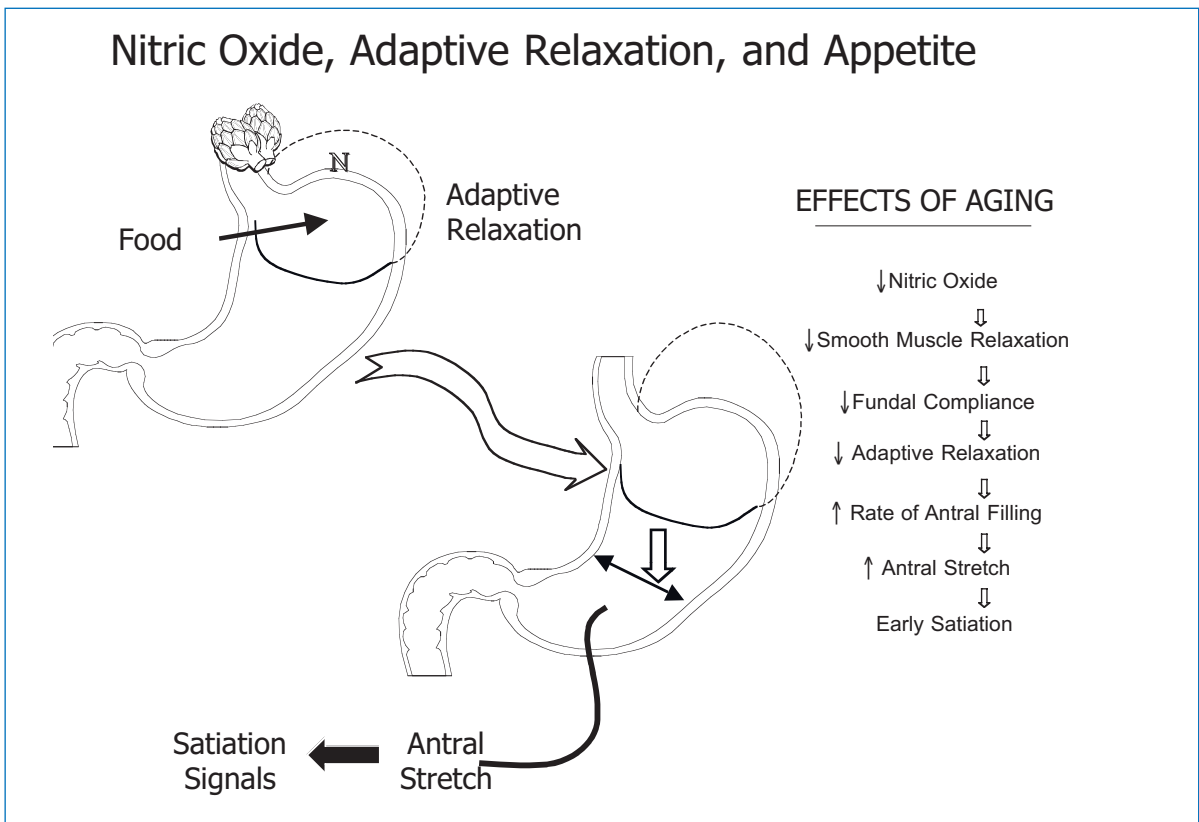 Nitric Oxide, Adaptive Relaxation, and Appetite
N
Adaptive
Relaxation
Food
Antral
Stretch
Satiation
Signals
EFFECTS OF AGING
↓Nitric Oxide
⇩
↓Smooth Muscle Relaxation
⇩
↓Fundal Compliance
⇩
↓ Adaptive Relaxation
⇩
↑ Rate of Antral Filling
⇩
↑ Antral Stretch
⇩
Early Satiation